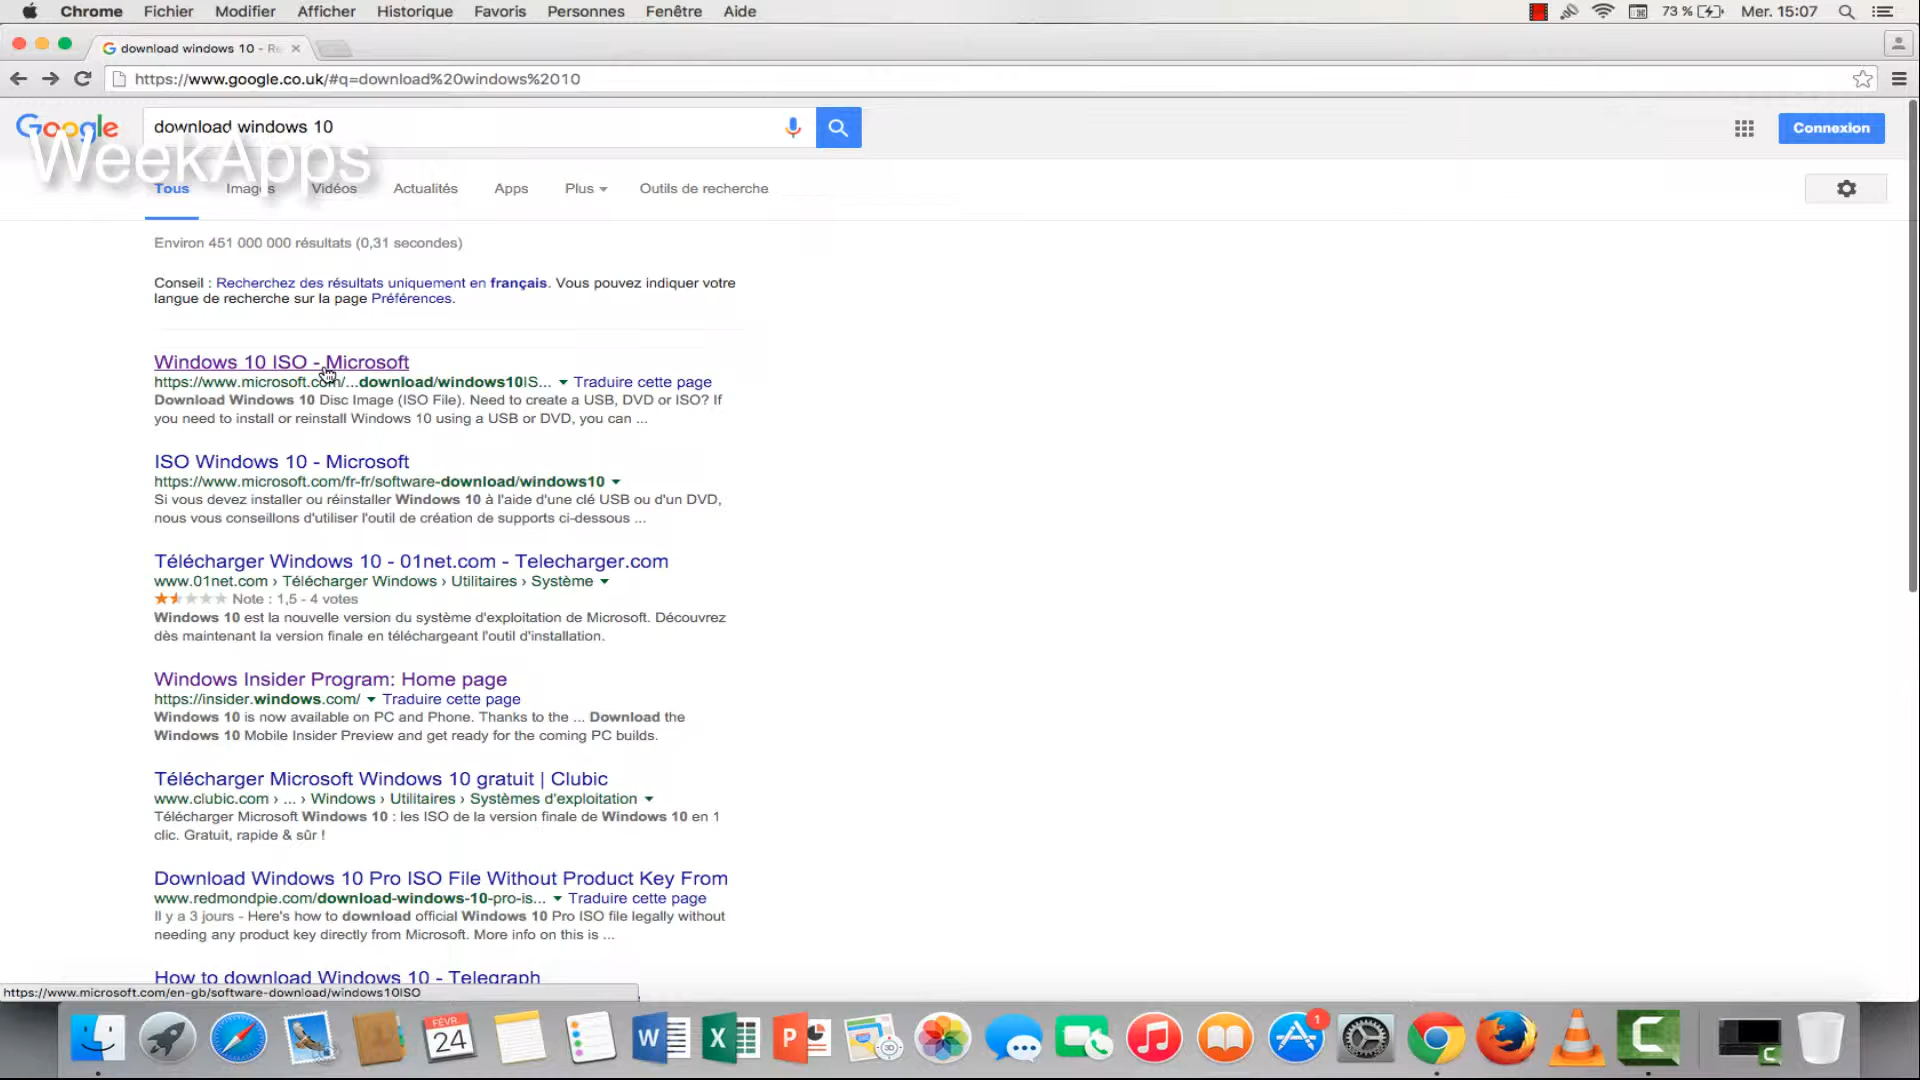 Chrome Fichier Modifier Afficher Historique Favoris Personnes Fenêtre Aide 73 % Mer. 15:07
download windows 10 - Re
https://www.google.co.uk/#q=download%20windows%2010
Google download windows 10 Connexion
WeekApps
Tous Images Vidéos Actualités Apps Plus Outils de recherche
Environ 451 000 000 résultats (0,31 secondes)
Conseil : Recherchez des résultats uniquement en français. Vous pouvez indiquer votre
langue de recherche sur la page Préférences.
Windows 10 ISO - Microsoft
https://www.microsoft.com/...download/windows10IS... Traduire cette page
Download Windows 10 Disc Image (ISO File). Need to create a USB, DVD or ISO? If
you need to install or reinstall Windows 10 using a USB or DVD, you can ...
ISO Windows 10 - Microsoft
https://www.microsoft.com/fr-fr/software-download/windows10
Si vous devez installer ou réinstaller Windows 10 à l'aide d'une clé USB ou d'un DVD,
nous vous conseillons d'utiliser l'outil de création de supports ci-dessous ...
Télécharger Windows 10 - 01net.com - Telecharger.com
www.01net.com › Télécharger Windows › Utilitaires › Système
Note : 1,5 - 4 votes
Windows 10 est la nouvelle version du système d'exploitation de Microsoft. Découvrez
dès maintenant la version finale en téléchargeant l'outil d'installation.
Windows Insider Program: Home page
https://insider.windows.com/ Traduire cette page
Windows 10 is now available on PC and Phone. Thanks to the ... Download the
Windows 10 Mobile Insider Preview and get ready for the coming PC builds.
Télécharger Microsoft Windows 10 gratuit | Clubic
www.clubic.com › ... › Windows › Utilitaires › Systèmes d'exploitation
Télécharger Microsoft Windows 10 : les ISO de la version finale de Windows 10 en 1
clic. Gratuit, rapide & sûr !
Download Windows 10 Pro ISO File Without Product Key From
www.redmondpie.com/download-windows-10-pro-is... Traduire cette page
Il y a 3 jours - Here's how to download official Windows 10 Pro ISO file legally without
needing any product key directly from Microsoft. More info on this is ...
How to download Windows 10 - Telegraph
https://www.microsoft.com/en-gb/software-download/windows10ISO
FÉVR.
24
W X P 3D 1 C C